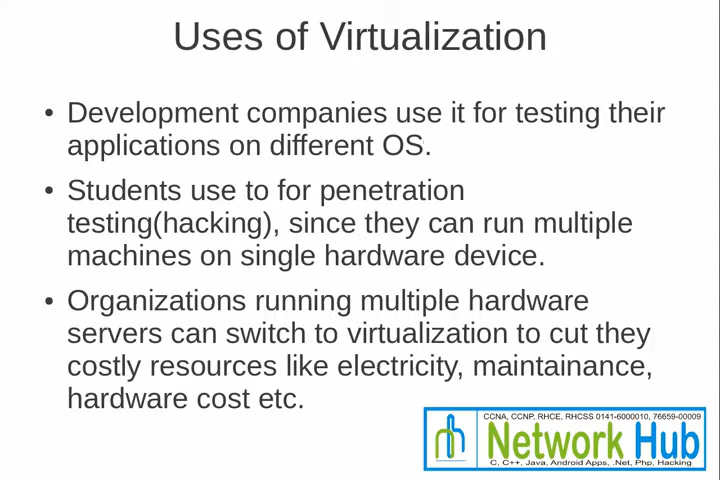 Uses of Virtualization
• Development companies use it for testing their
applications on different OS.
• Students use to for penetration
testing(hacking), since they can run multiple
machines on single hardware device.
• Organizations running multiple hardware
servers can switch to virtualization to cut they
costly resources like electricity, maintainance,
hardware cost etc.
CCNA, CCNP, RHCE, RHCSS 0141-6000010, 76659-00009
Network Hub
C, C++, Java, Android Apps, .Net, Php, Hacking